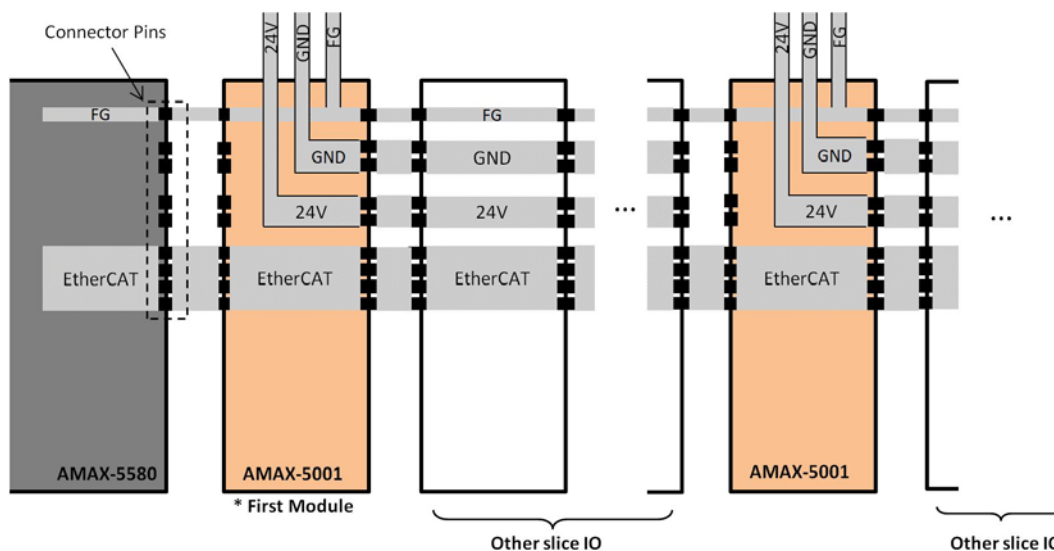 Connector Pins
24V
GND
FG
24V
GND
FG
FG
FG
GND
GND
GND
24V
24V
24V
...
...
EtherCAT
EtherCAT
EtherCAT
EtherCAT
AMAX-5580
AMAX-5001
AMAX-5001
* First Module
Other slice IO
Other slice IO